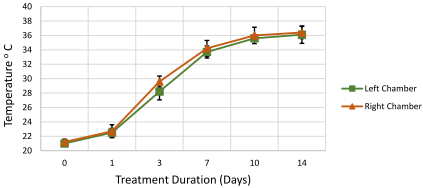 40
38
36
34
32
30
28
26
24
22
20
Temperature ° C
0 1 3 7 10 14
Treatment Duration (Days)
Left Chamber
Right Chamber